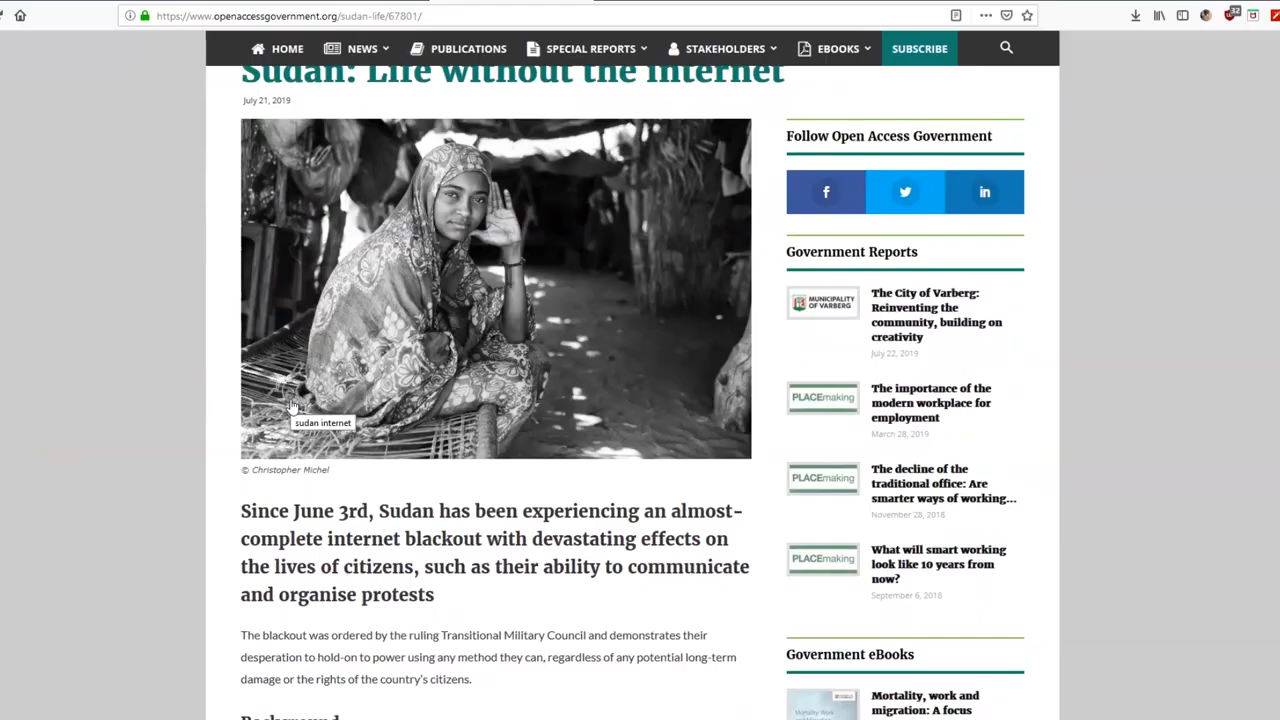 https://www.openaccessgovernment.org/sudan-life/67801/
32
HOME
NEWS
PUBLICATIONS
SPECIAL REPORTS
STAKEHOLDERS
EBOOKS
SUBSCRIBE
Sudan: Life without the internet
July 21, 2019
sudan internet
© Christopher Michel
Since June 3rd, Sudan has been experiencing an almost-
complete internet blackout with devastating effects on
the lives of citizens, such as their ability to communicate
and organise protests
The blackout was ordered by the ruling Transitional Military Council and demonstrates their
desperation to hold-on to power using any method they can, regardless of any potential long-term
damage or the rights of the country's citizens.
Background
Follow Open Access Government
Government Reports
MUNICIPALITY
OF VARBERG
The City of Varberg:
Reinventing the
community, building on
creativity
July 22, 2019
PLACEmaking
The importance of the
modern workplace for
employment
March 28, 2019
PLACEmaking
The decline of the
traditional office: Are
smarter ways of working...
November 28, 2018
PLACEmaking
What will smart working
look like 10 years from
now?
September 6, 2018
Government eBooks
Mortality, work and
migration: A focus